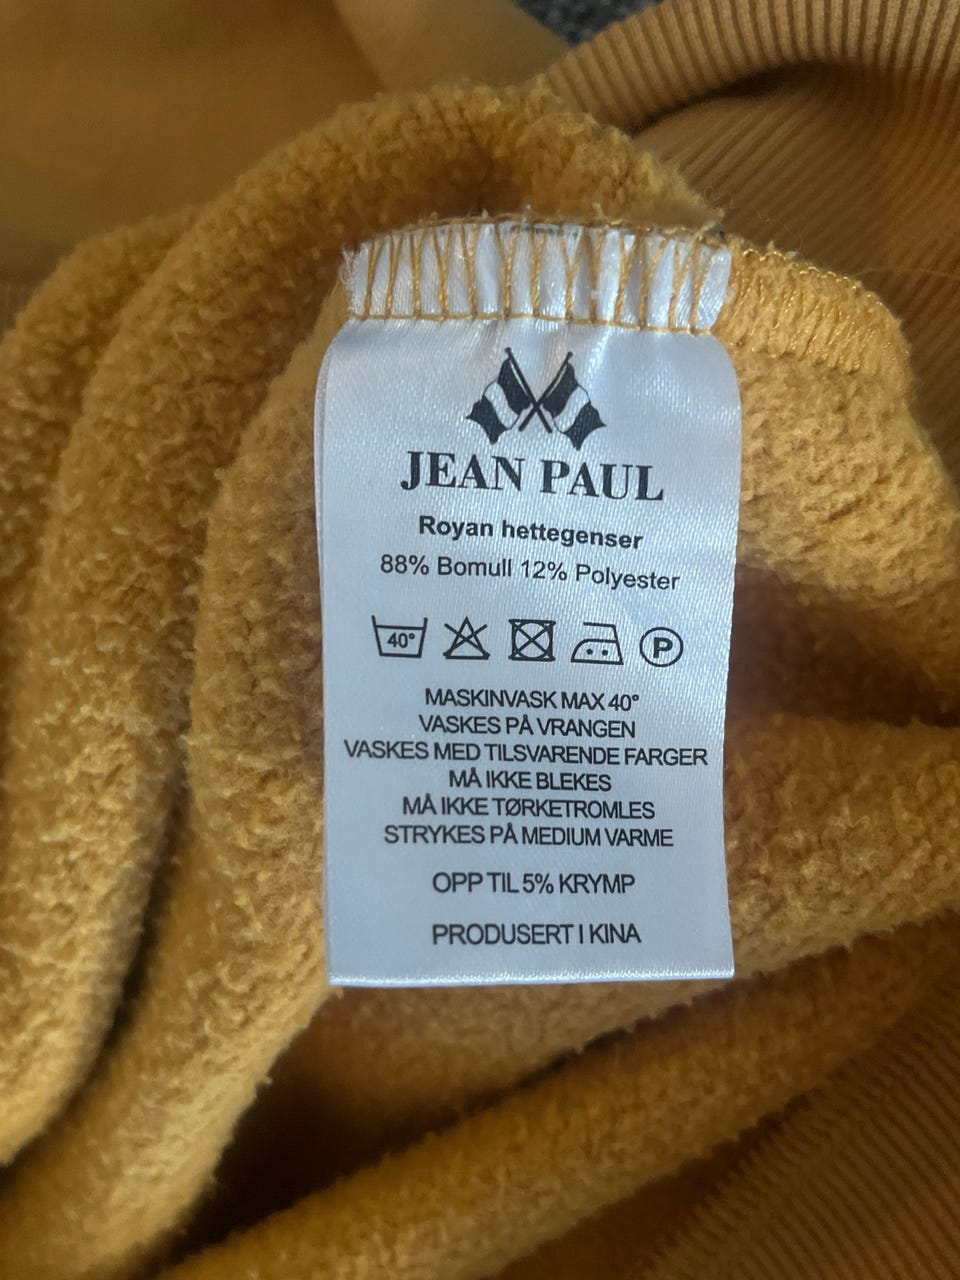 JEAN PAUL
Royan hettegenser
88% Bomull 12% Polyester
40° P
MASKINVASK MAX 40°
VASKES PÅ VRANGEN
VASKES MED TILSVARENDE FARGER
MÅ IKKE BLEKES
MÅ IKKE TØRKETROMLES
STRYKES PÅ MEDIUM VARME
OPP TIL 5% KRYMP
PRODUSERT I KINA